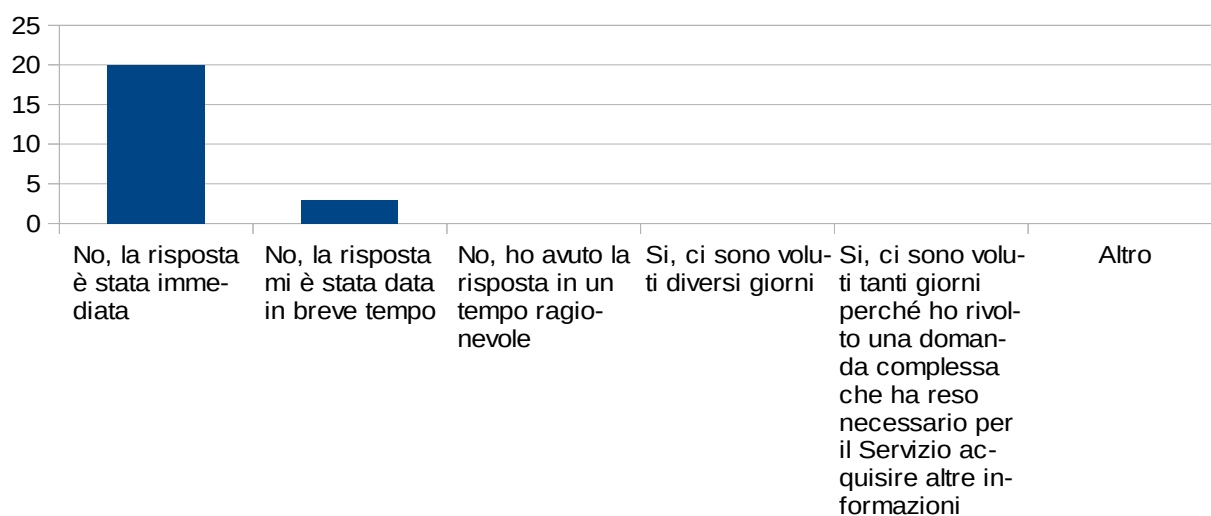 25
20
15
10
5
0
No, la risposta
è stata imme-
diata
No, la risposta
mi è stata data
in breve tempo
No, ho avuto la
risposta in un
tempo ragio-
nevole
Si, ci sono volu-
ti diversi giorni
Si, ci sono volu-
ti tanti giorni
perché ho rivol-
to una doman-
da complessa
che ha reso
necessario per
il Servizio ac-
quisire altre in-
formazioni
Altro